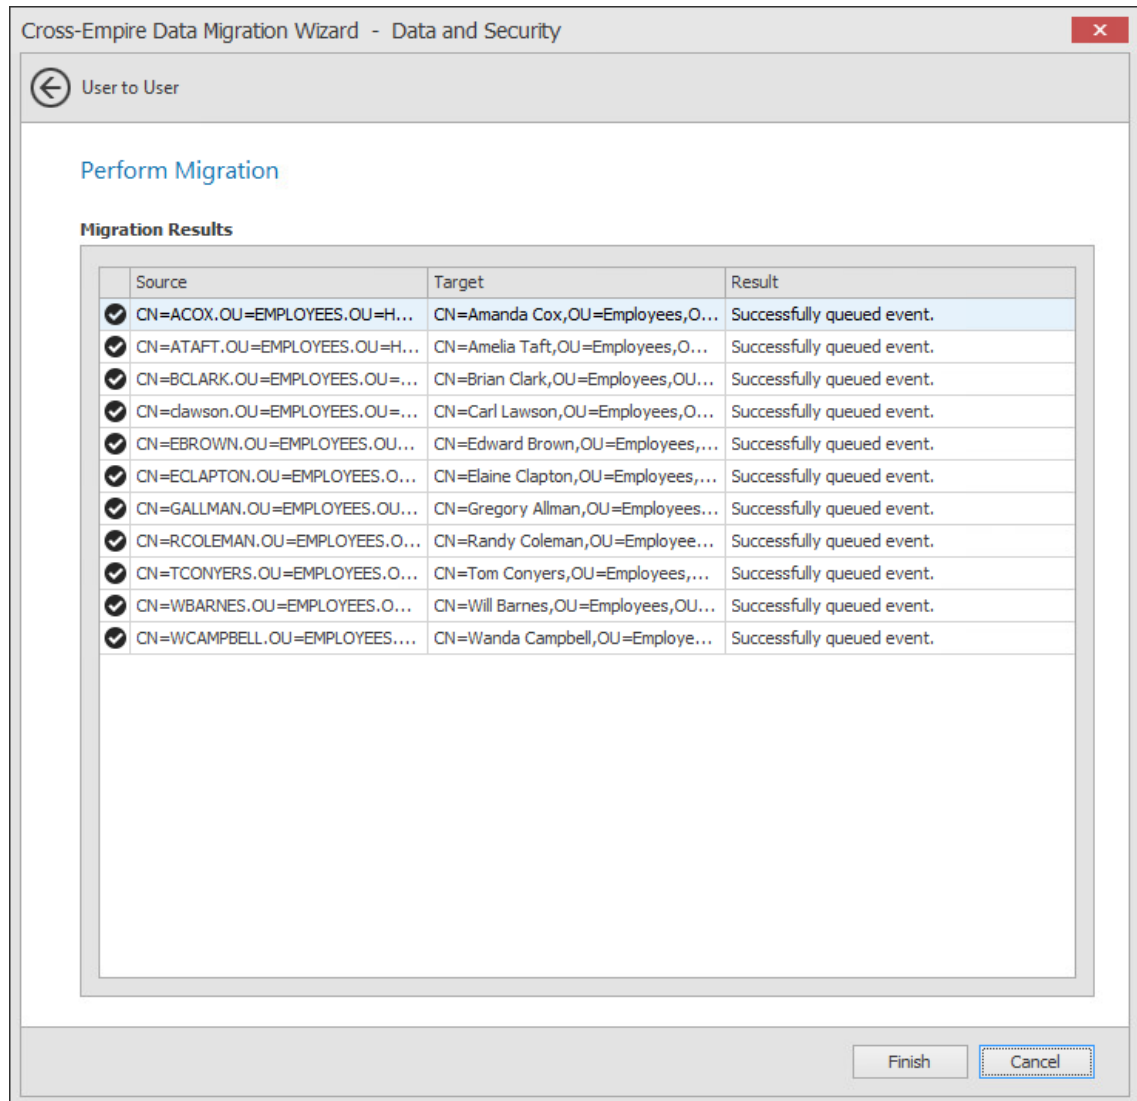 Cross-Empire Data Migration Wizard - Data and Security
User to User
Perform Migration
Migration Results
Source Target Result
CN=ACOX.OU=EMPLOYEES.OU=H... CN=Amanda Cox,OU=Employees,O... Successfully queued event.
CN=ATAFT.OU=EMPLOYEES.OU=H... CN=Amelia Taft,OU=Employees,O... Successfully queued event.
CN=BCLARK.OU=EMPLOYEES.OU=... CN=Brian Clark,OU=Employees,OU... Successfully queued event.
CN=clawson.OU=EMPLOYEES.OU=... CN=Carl Lawson,OU=Employees,O... Successfully queued event.
CN=EBROWN.OU=EMPLOYEES.OU... CN=Edward Brown,OU=Employees,... Successfully queued event.
CN=ECLAPTON.OU=EMPLOYEES.O... CN=Elaine Clapton,OU=Employees,... Successfully queued event.
CN=GALLMAN.OU=EMPLOYEES.OU... CN=Gregory Allman,OU=Employees... Successfully queued event.
CN=RCOLEMAN.OU=EMPLOYEES.O... CN=Randy Coleman,OU=Employee... Successfully queued event.
CN=TCONYERS.OU=EMPLOYEES.O... CN=Tom Conyers,OU=Employees,... Successfully queued event.
CN=WBARNES.OU=EMPLOYEES.O... CN=Will Barnes,OU=Employees,OU... Successfully queued event.
CN=WCAMPBELL.OU=EMPLOYEES.... CN=Wanda Campbell,OU=Employe... Successfully queued event.
Finish Cancel